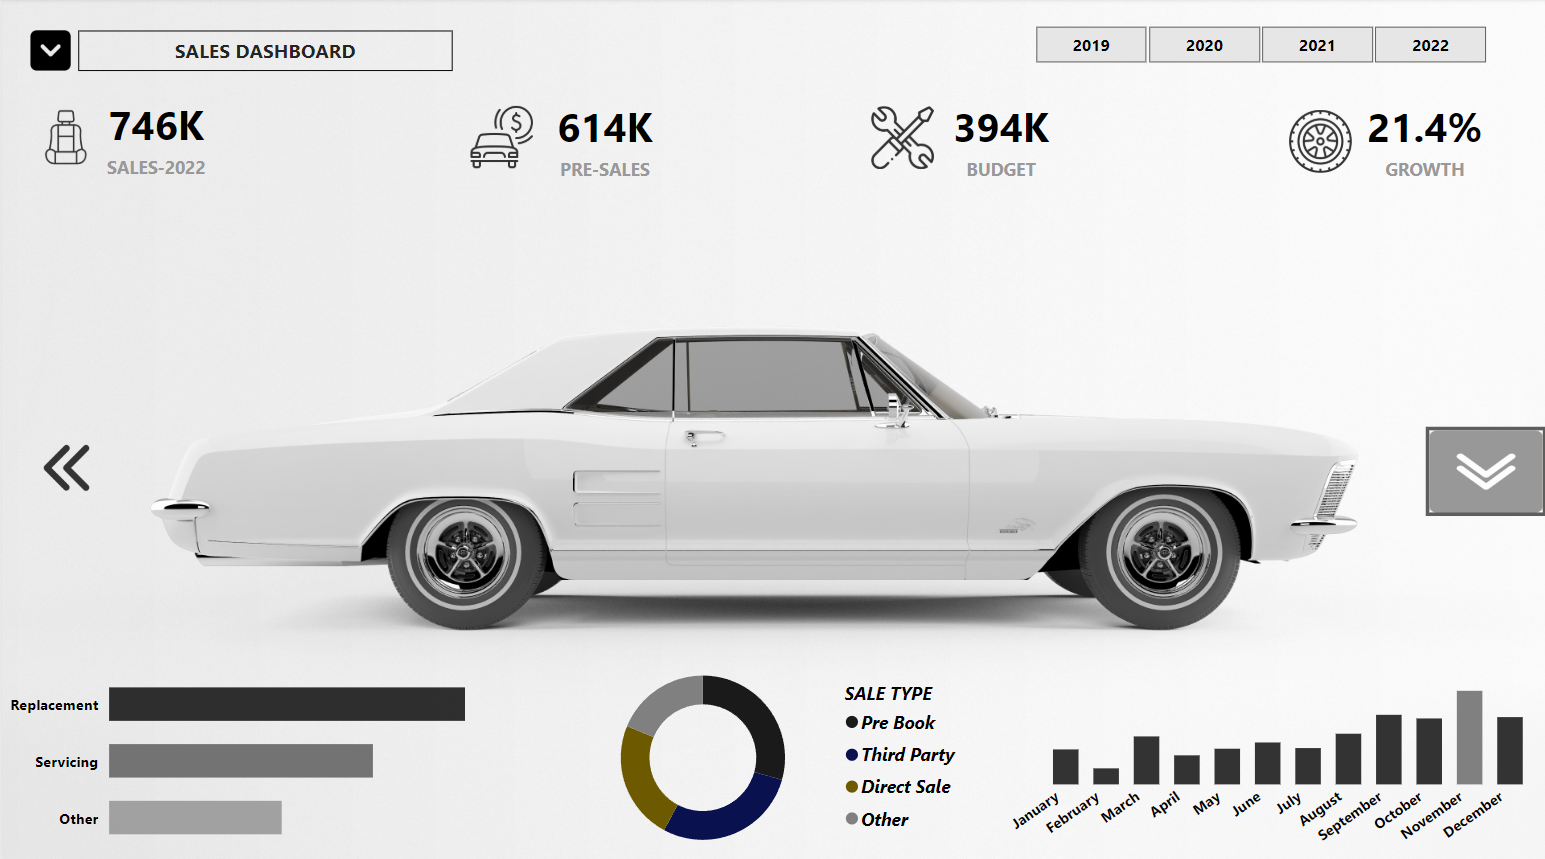 SALES DASHBOARD
2019 2020 2021 2022
746K
SALES-2022
614K
PRE-SALES
394K
BUDGET
21.4%
GROWTH
Replacement
Servicing
Other
SALE TYPE
Pre Book
Third Party
Direct Sale
Other
January
February
March
April
May
June
July
August
September
October
November
December